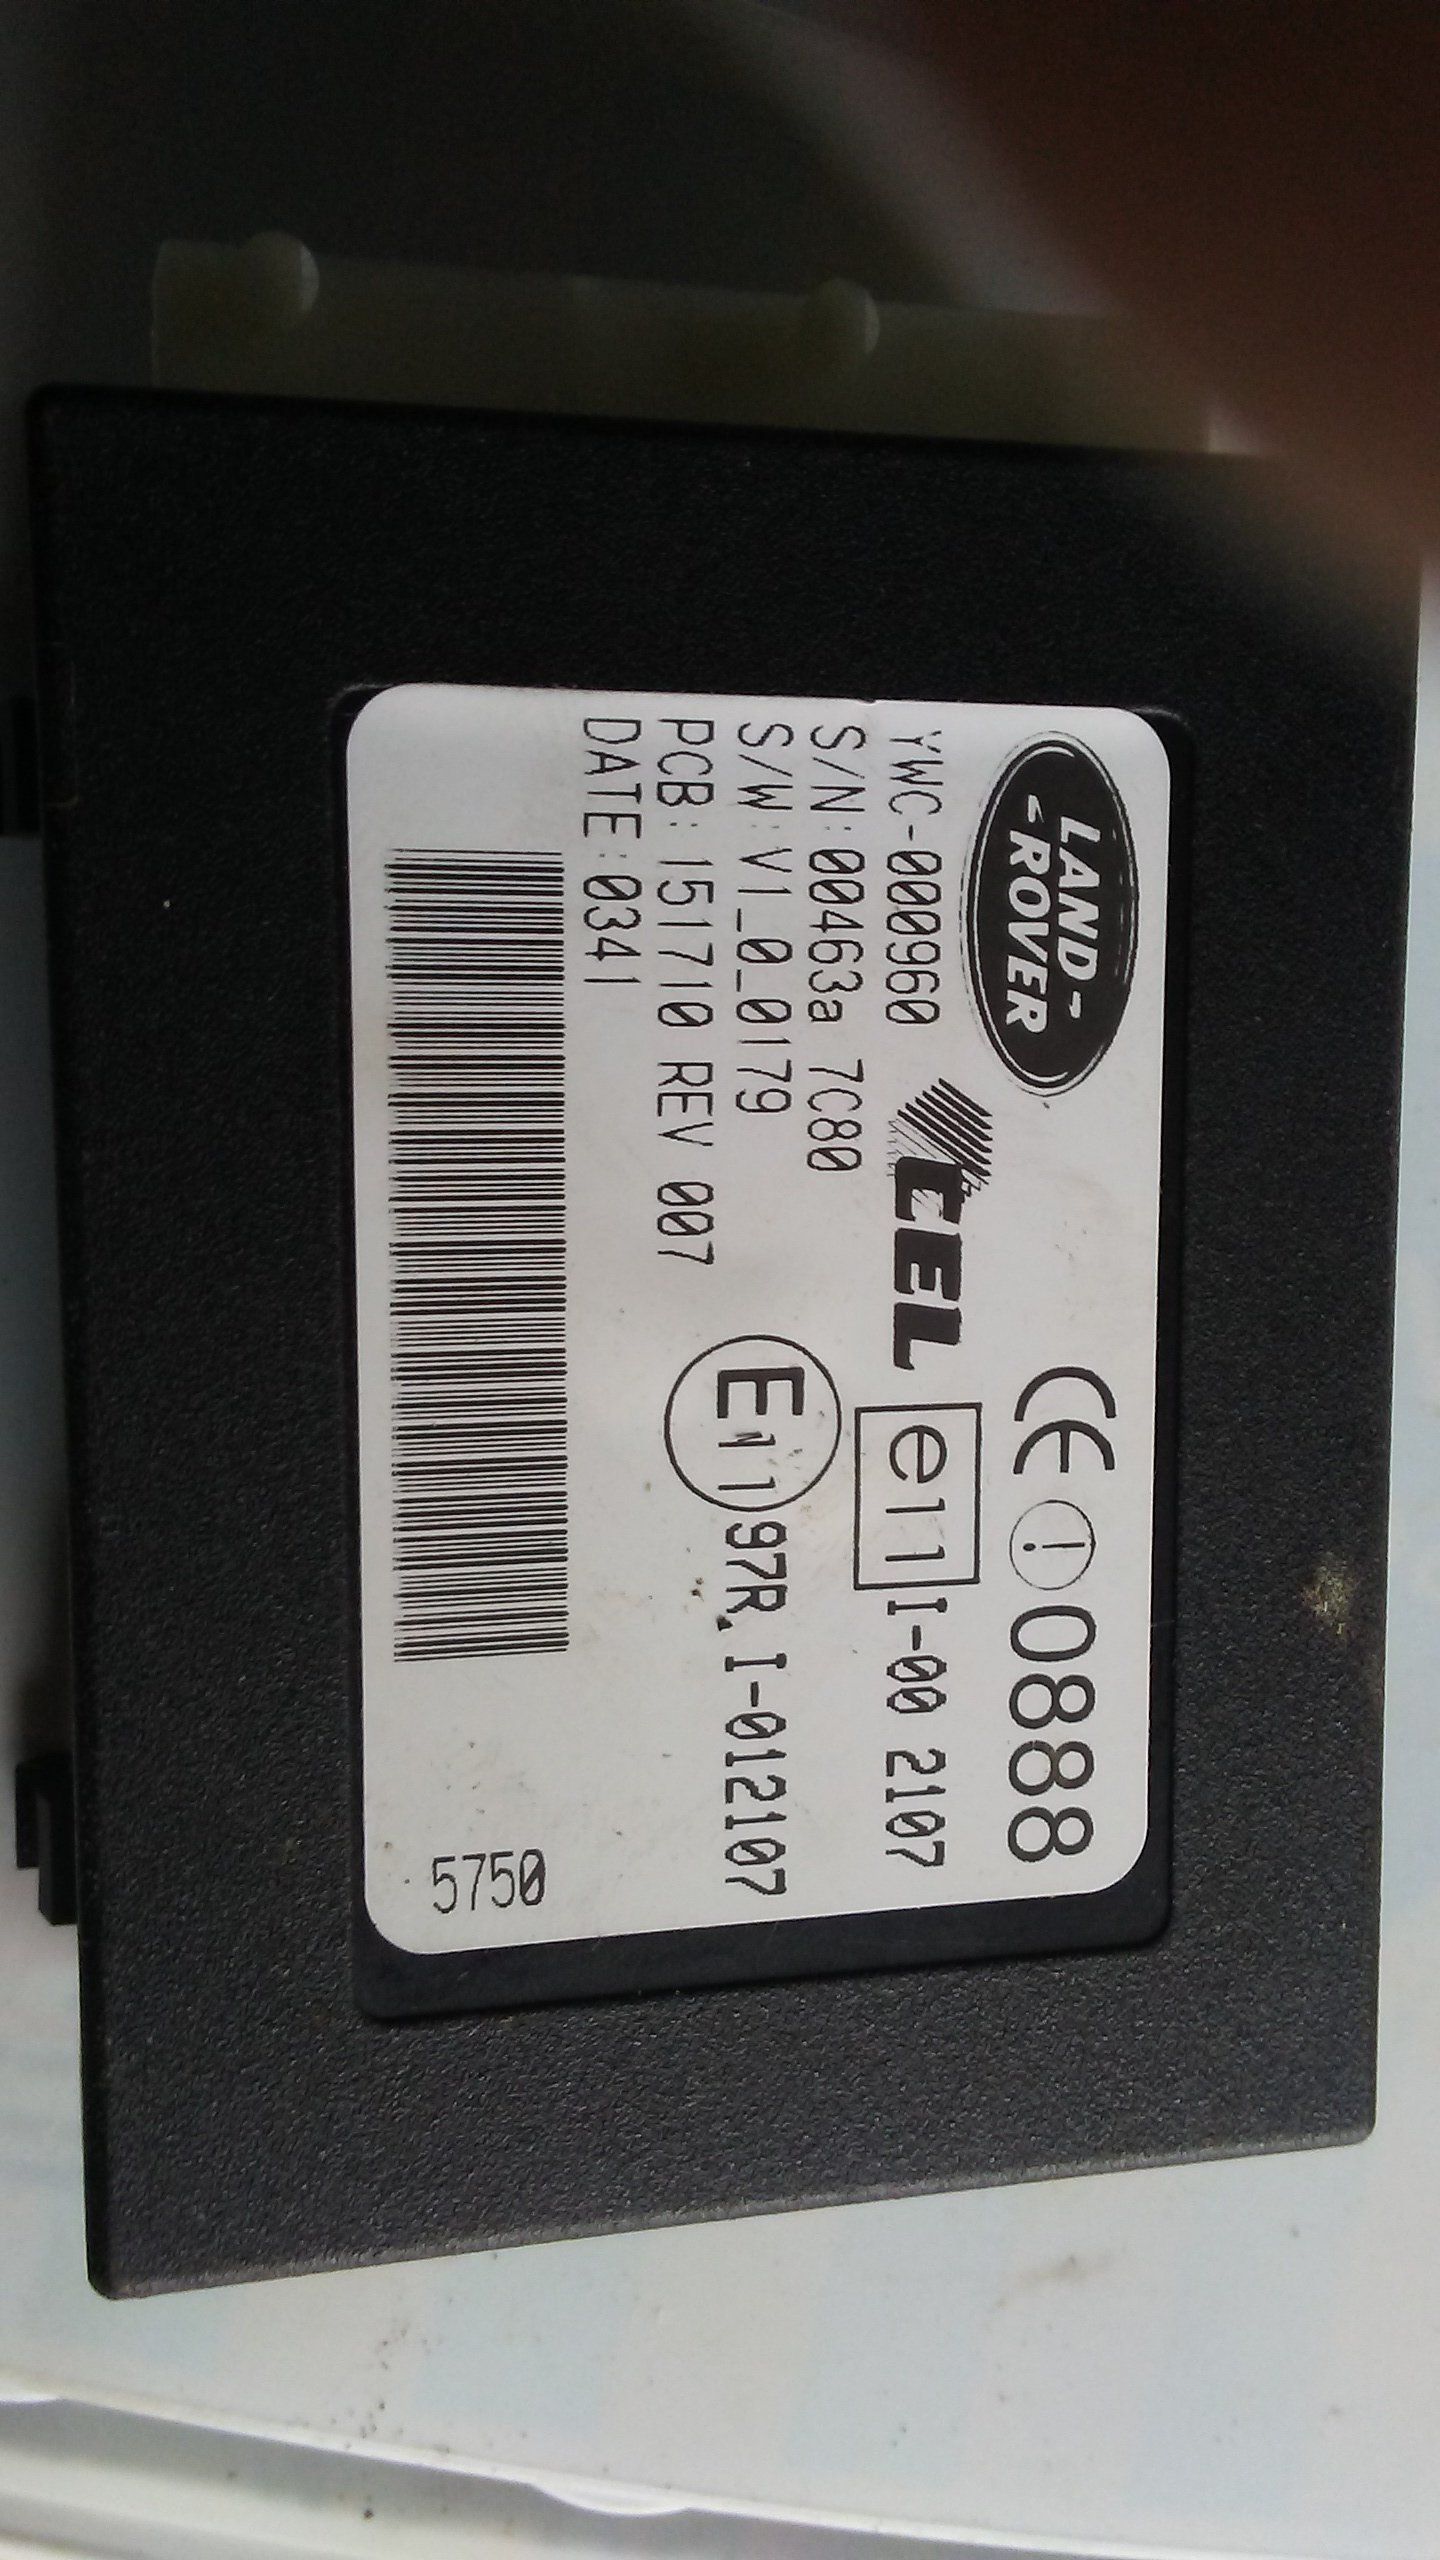 LAND-
-ROVER
CE 0888
YWC-000960
CEL
e11 I-00 2107
S/N:00463a 7C80
S/W:V1_0_0179
E11 97R I-012107
PCB:151710 REV 007
DATE:0341
5750